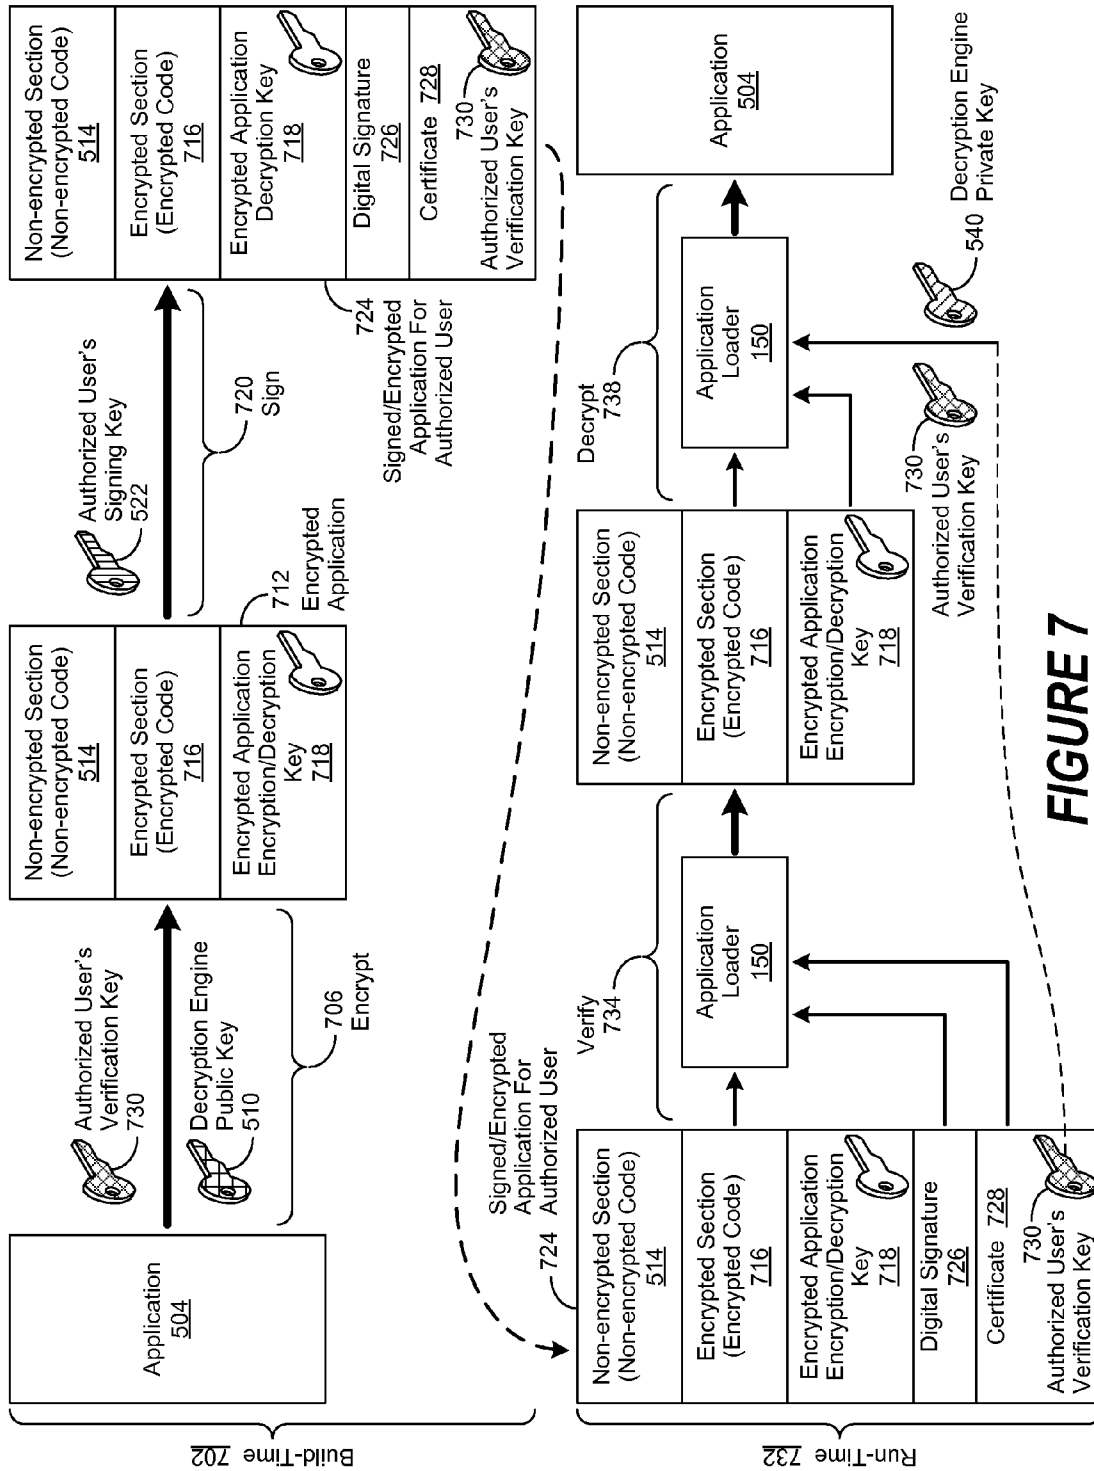 Build-Time 702
Application
504
Authorized User's
Verification Key
730
Decryption Engine
Public Key
510
706
Encrypt
Non-encrypted Section
(Non-encrypted Code)
514
Encrypted Section
(Encrypted Code)
716
Encrypted Application
Encryption/Decryption
Key
718
712
Encrypted
Application
Authorized User's
Signing Key
522
720
Sign
Non-encrypted Section
(Non-encrypted Code)
514
Encrypted Section
(Encrypted Code)
716
Encrypted Application
Decryption Key
718
Digital Signature
726
Certificate 728
730
Authorized User's
Verification Key
724
Signed/Encrypted
Application For
Authorized User
Run-Time 732
Signed/Encrypted
Application For
724 Authorized User
Non-encrypted Section
(Non-encrypted Code)
514
Encrypted Section
(Encrypted Code)
716
Encrypted Application
Encryption/Decryption
Key
718
Digital Signature
726
Certificate 728
730
Authorized User's
Verification Key
Verify
734
Application
Loader
150
Non-encrypted Section
(Non-encrypted Code)
514
Encrypted Section
(Encrypted Code)
716
Encrypted Application
Encryption/Decryption
Key
718
Decrypt
738
Application
Loader
150
730
Authorized User's
Verification Key
540
Decryption Engine
Private Key
Application
504
FIGURE 7